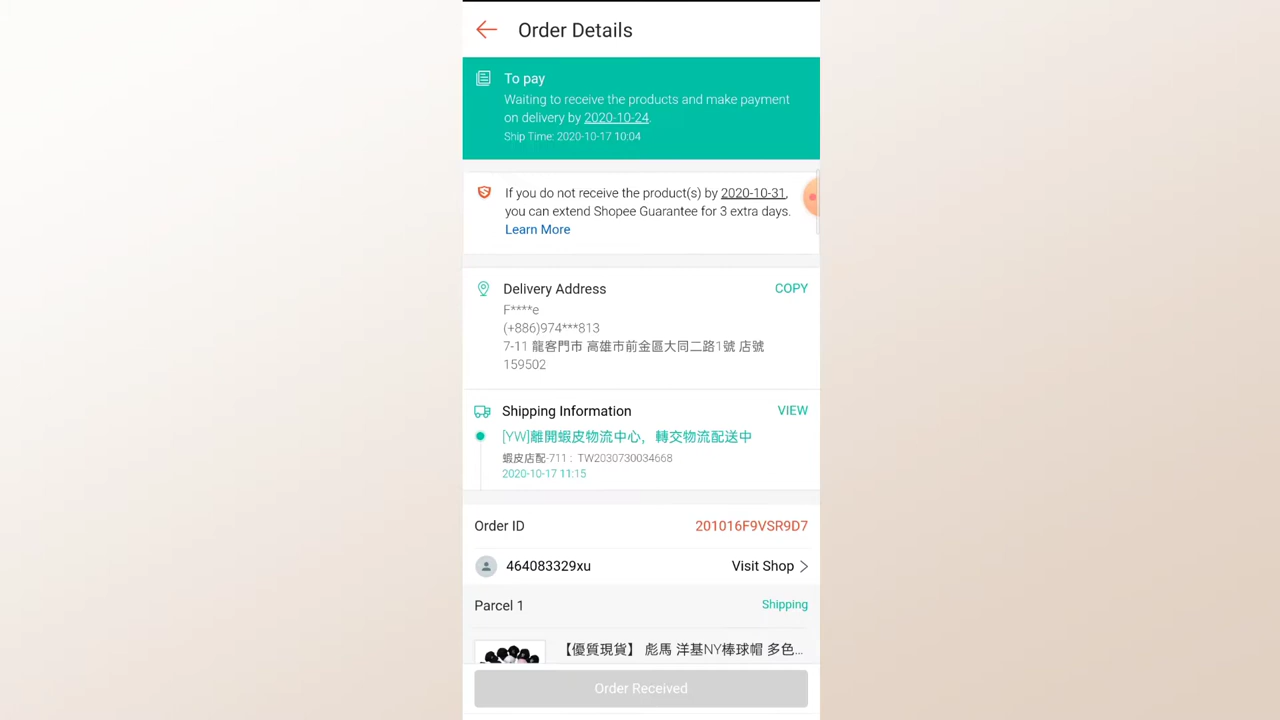 Order Details
To pay
Waiting to receive the products and make payment
on delivery by 2020-10-24.
Ship Time: 2020-10-17 10:04
If you do not receive the product(s) by 2020-10-31,
you can extend Shopee Guarantee for 3 extra days.
Learn More
Delivery Address COPY
F****e
(+886)974***813
7-11 龍客門市 高雄市前金區大同二路1號 店號
159502
Shipping Information VIEW
[YW]離開蝦皮物流中心，轉交物流配送中
蝦皮店配-711 : TW2030730034668
2020-10-17 11:15
Order ID 201016F9VSR9D7
464083329xu Visit Shop
Parcel 1 Shipping
【優質現貨】 彪馬 洋基NY棒球帽 多色...
Order Received